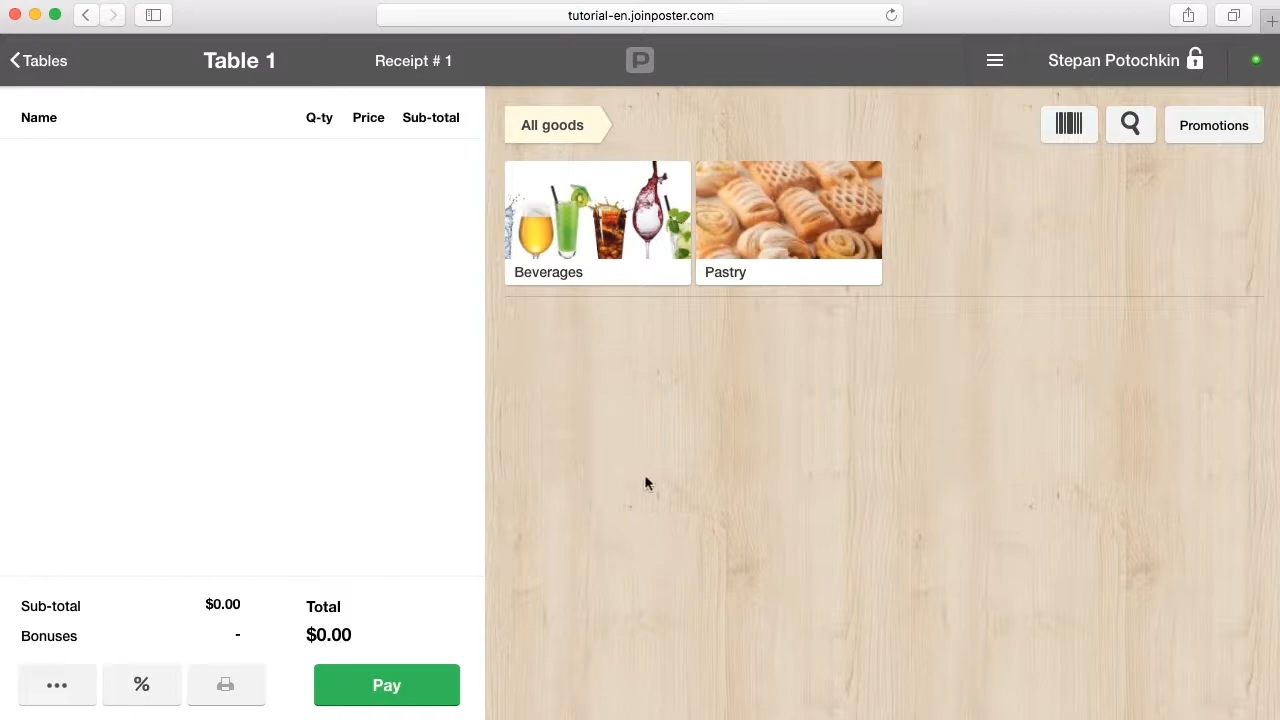 tutorial-en.joinposter.com
Tables
Table 1
Receipt # 1
P
Stepan Potochkin
Name Q-ty Price Sub-total
All goods
Promotions
Beverages
Pastry
Sub-total $0.00
Bonuses -
Total
$0.00
••• %
Pay